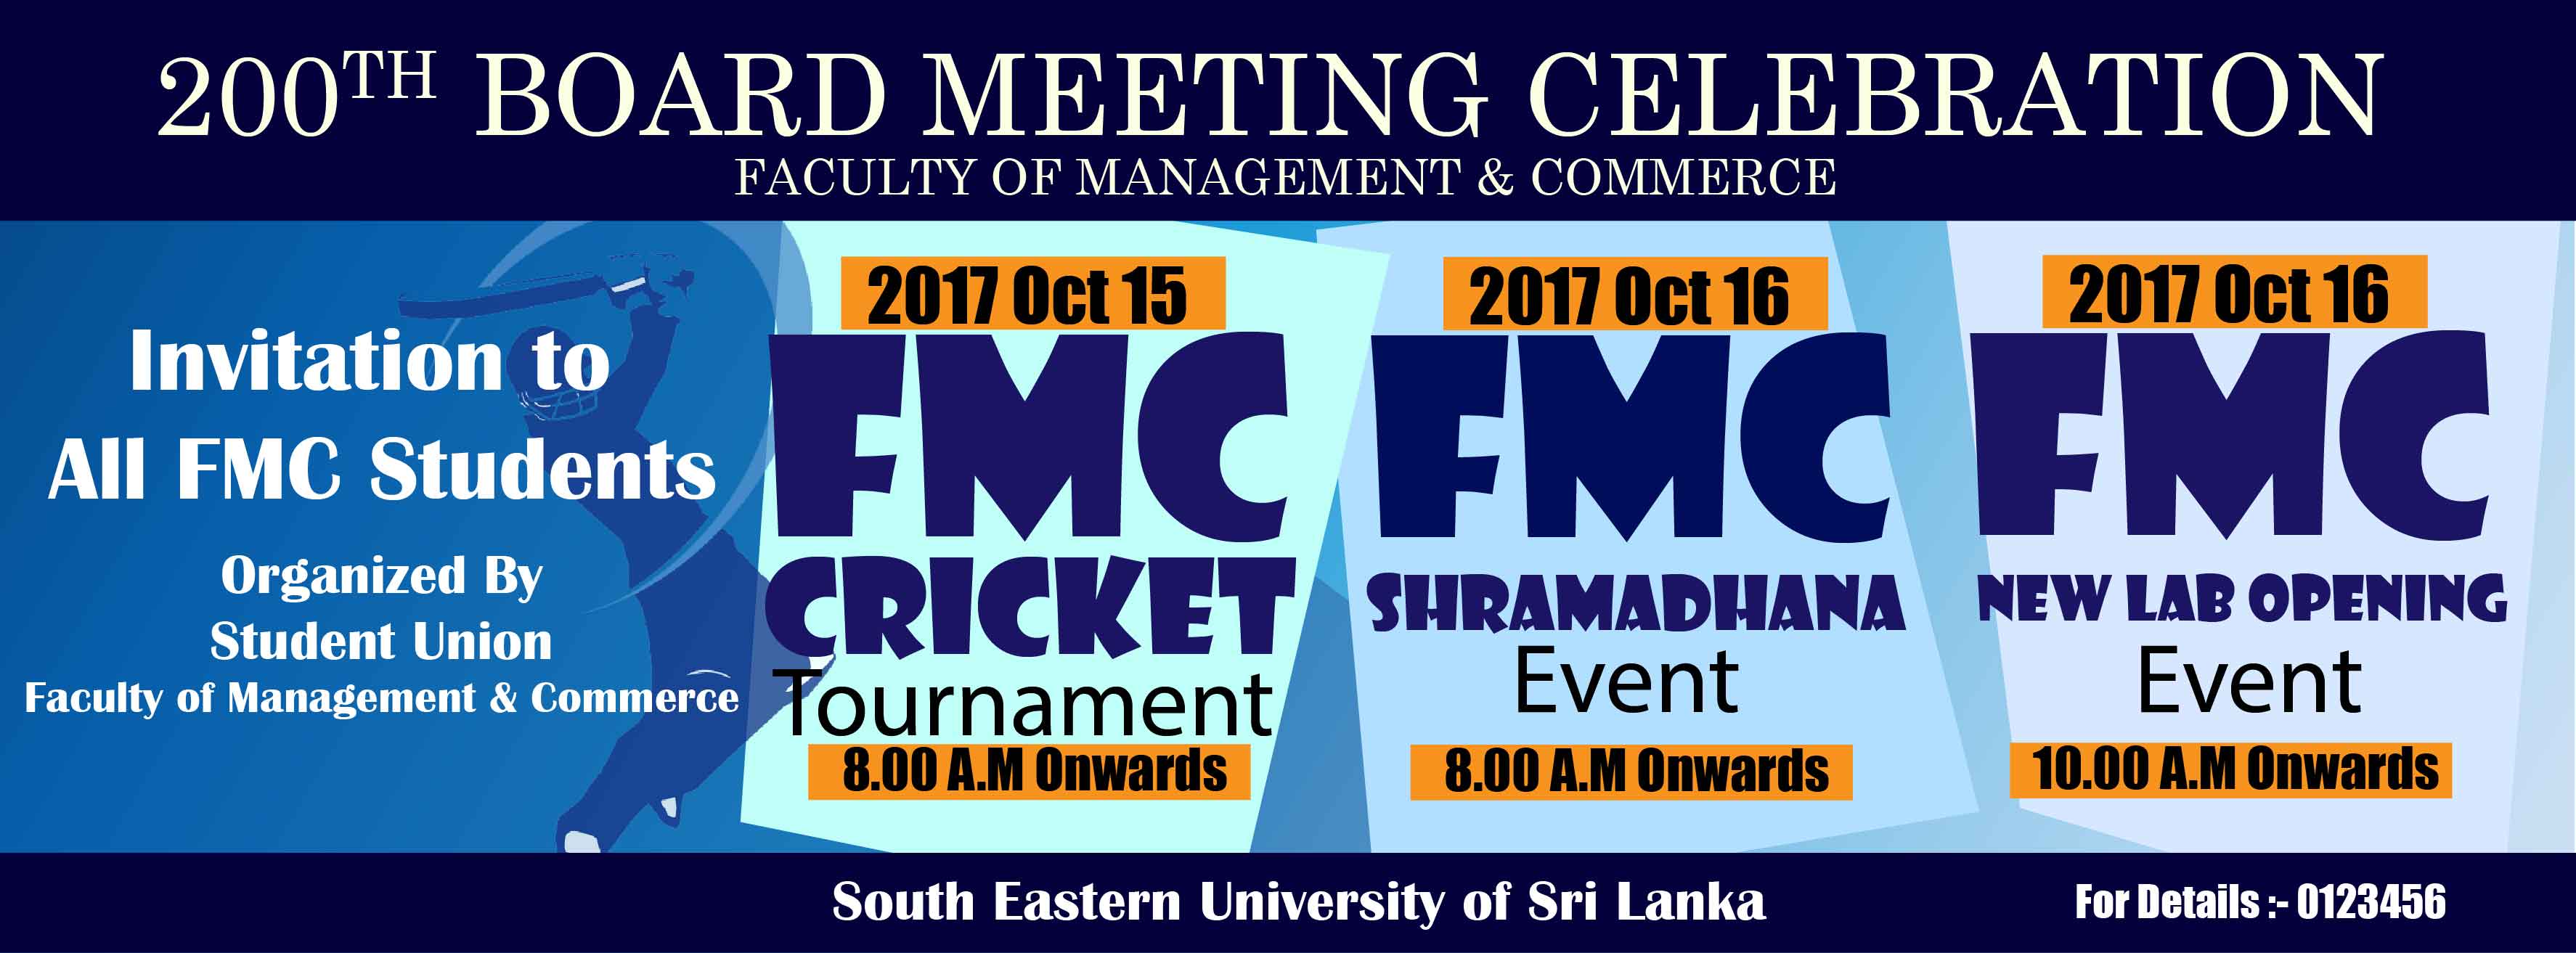 200TH BOARD MEETING CELEBRATION
FACULTY OF MANAGEMENT & COMMERCE
Invitation to
All FMC Students
Organized By
Student Union
Faculty of Management & Commerce
2017 Oct 15
FMC
CRICKET
Tournament
8.00 A.M Onwards
2017 Oct 16
FMC
SHRAMADHANA
Event
8.00 A.M Onwards
2017 Oct 16
FMC
NEW LAB OPENING
Event
10.00 A.M Onwards
South Eastern University of Sri Lanka
For Details :- 0123456